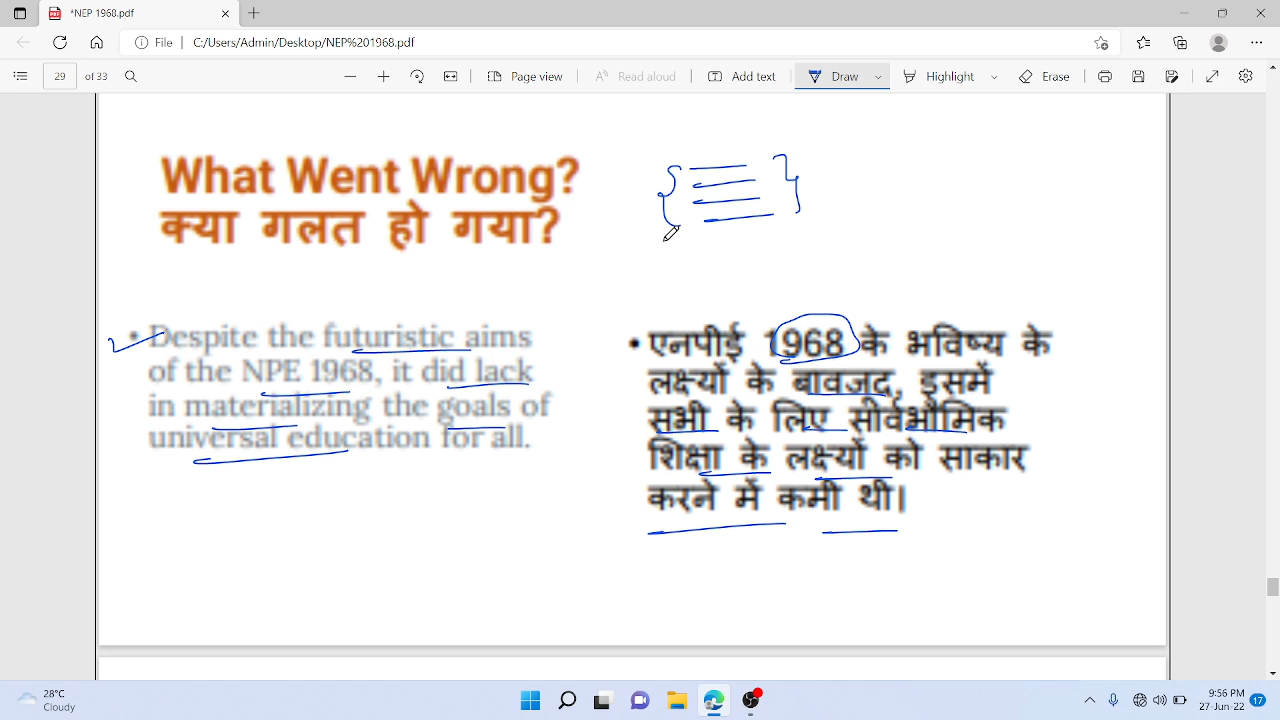 *NEP 1968.pdf
File C:/Users/Admin/Desktop/NEP%201968.pdf
29 of 33 Page view Read aloud Add text Draw Highlight Erase
What Went Wrong?
क्या गलत हो गया?
• Despite the futuristic aims
of the NPE 1968, it did lack
in materializing the goals of
universal education for all.
• एनपीई 1968 के भविष्य के
लक्ष्यों के बावजूद, इसमें
सभी के लिए सार्वभौमिक
शिक्षा के लक्ष्यों को साकार
करने में कमी थी।
28°C
Cloudy
9:56 PM
27-Jun-22
17